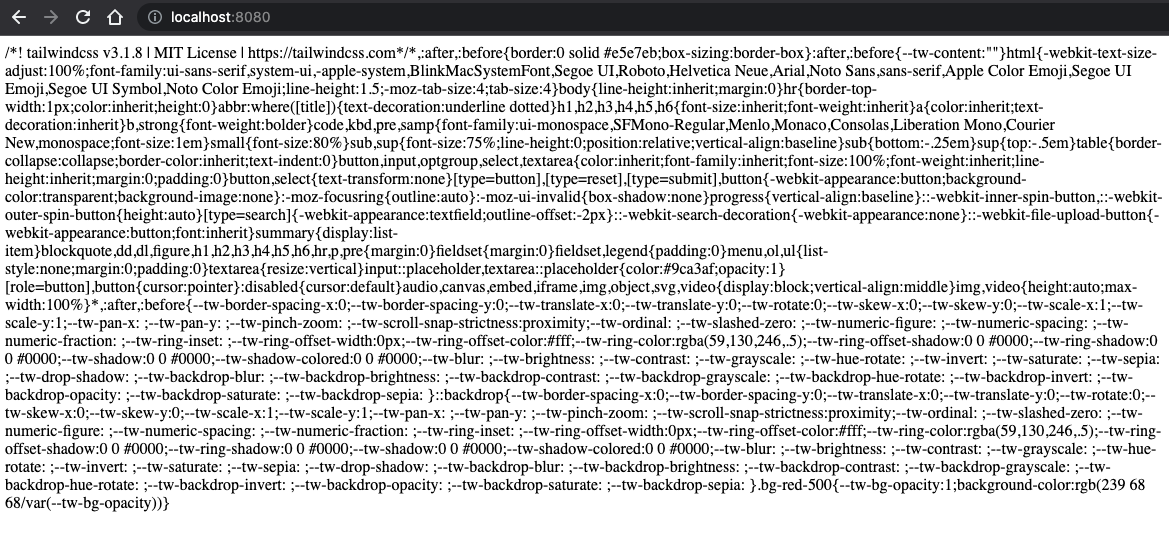 localhost:8080
/*! tailwindcss v3.1.8 | MIT License | https://tailwindcss.com*/*,:after,:before{border:0 solid #e5e7eb;box-sizing:border-box}:after,:before{--tw-content:""}html{-webkit-text-size-
adjust:100%;font-family:ui-sans-serif,system-ui,-apple-system,BlinkMacSystemFont,Segoe UI,Roboto,Helvetica Neue,Arial,Noto Sans,sans-serif,Apple Color Emoji,Segoe UI
Emoji,Segoe UI Symbol,Noto Color Emoji;line-height:1.5;-moz-tab-size:4;tab-size:4}body{line-height:inherit;margin:0}hr{border-top-
width:1px;color:inherit;height:0}abbr:where([title]){text-decoration:underline dotted}h1,h2,h3,h4,h5,h6{font-size:inherit;font-weight:inherit}a{color:inherit;text-
decoration:inherit}b,strong{font-weight:bolder}code,kbd,pre,samp{font-family:ui-monospace,SFMono-Regular,Menlo,Monaco,Consolas,Liberation Mono,Courier
New,monospace;font-size:1em}small{font-size:80%}sub,sup{font-size:75%;line-height:0;position:relative;vertical-align:baseline}sub{bottom:-.25em}sup{top:-.5em}table{border-
collapse:collapse;border-color:inherit;text-indent:0}button,input,optgroup,select,textarea{color:inherit;font-family:inherit;font-size:100%;font-weight:inherit;line-
height:inherit;margin:0;padding:0}button,select{text-transform:none}[type=button],[type=reset],[type=submit],button{-webkit-appearance:button;background-
color:transparent;background-image:none}:-moz-focusring{outline:auto}:-moz-ui-invalid{box-shadow:none}progress{vertical-align:baseline}::-webkit-inner-spin-button,::-webkit-
outer-spin-button{height:auto}[type=search]{-webkit-appearance:textfield;outline-offset:-2px}::-webkit-search-decoration{-webkit-appearance:none}::-webkit-file-upload-button{-
webkit-appearance:button;font:inherit}summary{display:list-
item}blockquote,dd,dl,figure,h1,h2,h3,h4,h5,h6,hr,p,pre{margin:0}fieldset{margin:0}fieldset,legend{padding:0}menu,ol,ul{list-
style:none;margin:0;padding:0}textarea{resize:vertical}input::placeholder,textarea::placeholder{color:#9ca3af;opacity:1}
[role=button],button{cursor:pointer}:disabled{cursor:default}audio,canvas,embed,iframe,img,object,svg,video{display:block;vertical-align:middle}img,video{height:auto;max-
width:100%}*,:after,:before{--tw-border-spacing-x:0;--tw-border-spacing-y:0;--tw-translate-x:0;--tw-translate-y:0;--tw-rotate:0;--tw-skew-x:0;--tw-skew-y:0;--tw-scale-x:1;--tw-
scale-y:1;--tw-pan-x: ;--tw-pan-y: ;--tw-pinch-zoom: ;--tw-scroll-snap-strictness:proximity;--tw-ordinal: ;--tw-slashed-zero: ;--tw-numeric-figure: ;--tw-numeric-spacing: ;--tw-
numeric-fraction: ;--tw-ring-inset: ;--tw-ring-offset-width:0px;--tw-ring-offset-color:#fff;--tw-ring-color:rgba(59,130,246,.5);--tw-ring-offset-shadow:0 0 #0000;--tw-ring-shadow:0
0 #0000;--tw-shadow:0 0 #0000;--tw-shadow-colored:0 0 #0000;--tw-blur: ;--tw-brightness: ;--tw-contrast: ;--tw-grayscale: ;--tw-hue-rotate: ;--tw-invert: ;--tw-saturate: ;--tw-sepia:
;--tw-drop-shadow: ;--tw-backdrop-blur: ;--tw-backdrop-brightness: ;--tw-backdrop-contrast: ;--tw-backdrop-grayscale: ;--tw-backdrop-hue-rotate: ;--tw-backdrop-invert: ;--tw-
backdrop-opacity: ;--tw-backdrop-saturate: ;--tw-backdrop-sepia: }::backdrop{--tw-border-spacing-x:0;--tw-border-spacing-y:0;--tw-translate-x:0;--tw-translate-y:0;--tw-rotate:0;--
tw-skew-x:0;--tw-skew-y:0;--tw-scale-x:1;--tw-scale-y:1;--tw-pan-x: ;--tw-pan-y: ;--tw-pinch-zoom: ;--tw-scroll-snap-strictness:proximity;--tw-ordinal: ;--tw-slashed-zero: ;--tw-
numeric-figure: ;--tw-numeric-spacing: ;--tw-numeric-fraction: ;--tw-ring-inset: ;--tw-ring-offset-width:0px;--tw-ring-offset-color:#fff;--tw-ring-color:rgba(59,130,246,.5);--tw-ring-
offset-shadow:0 0 #0000;--tw-ring-shadow:0 0 #0000;--tw-shadow:0 0 #0000;--tw-shadow-colored:0 0 #0000;--tw-blur: ;--tw-brightness: ;--tw-contrast: ;--tw-grayscale: ;--tw-hue-
rotate: ;--tw-invert: ;--tw-saturate: ;--tw-sepia: ;--tw-drop-shadow: ;--tw-backdrop-blur: ;--tw-backdrop-brightness: ;--tw-backdrop-contrast: ;--tw-backdrop-grayscale: ;--tw-
backdrop-hue-rotate: ;--tw-backdrop-invert: ;--tw-backdrop-opacity: ;--tw-backdrop-saturate: ;--tw-backdrop-sepia: }.bg-red-500{--tw-bg-opacity:1;background-color:rgb(239 68
68/var(--tw-bg-opacity))}